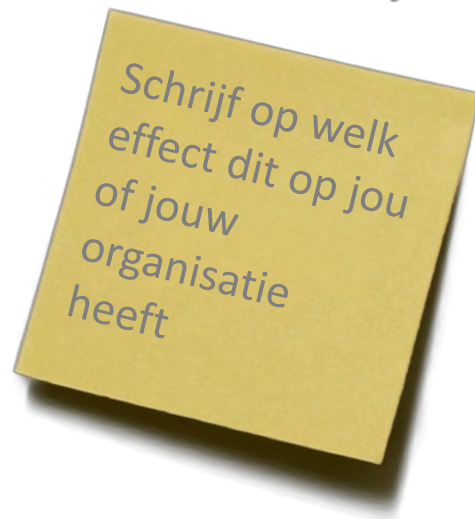 Schrijf op welk
effect dit op jou
of jouw
organisatie
heeft